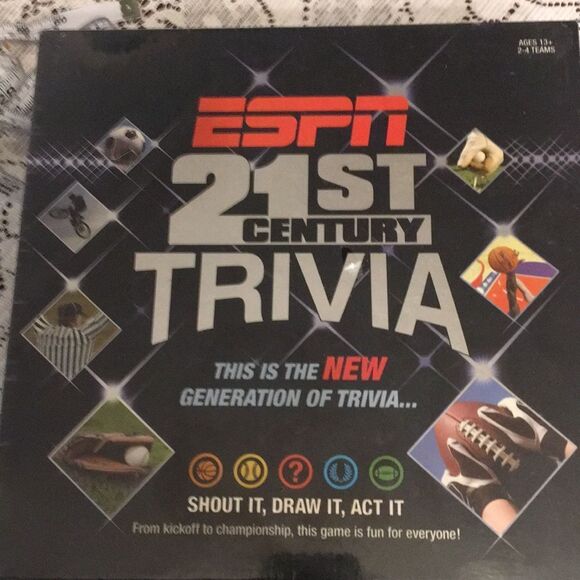 AGES 13+
2-4 TEAMS
ESPN
21ST
CENTURY
TRIVIA
THIS IS THE NEW
GENERATION OF TRIVIA...
?
SHOUT IT, DRAW IT, ACT IT
From kickoff to championship, this game is fun for everyone!